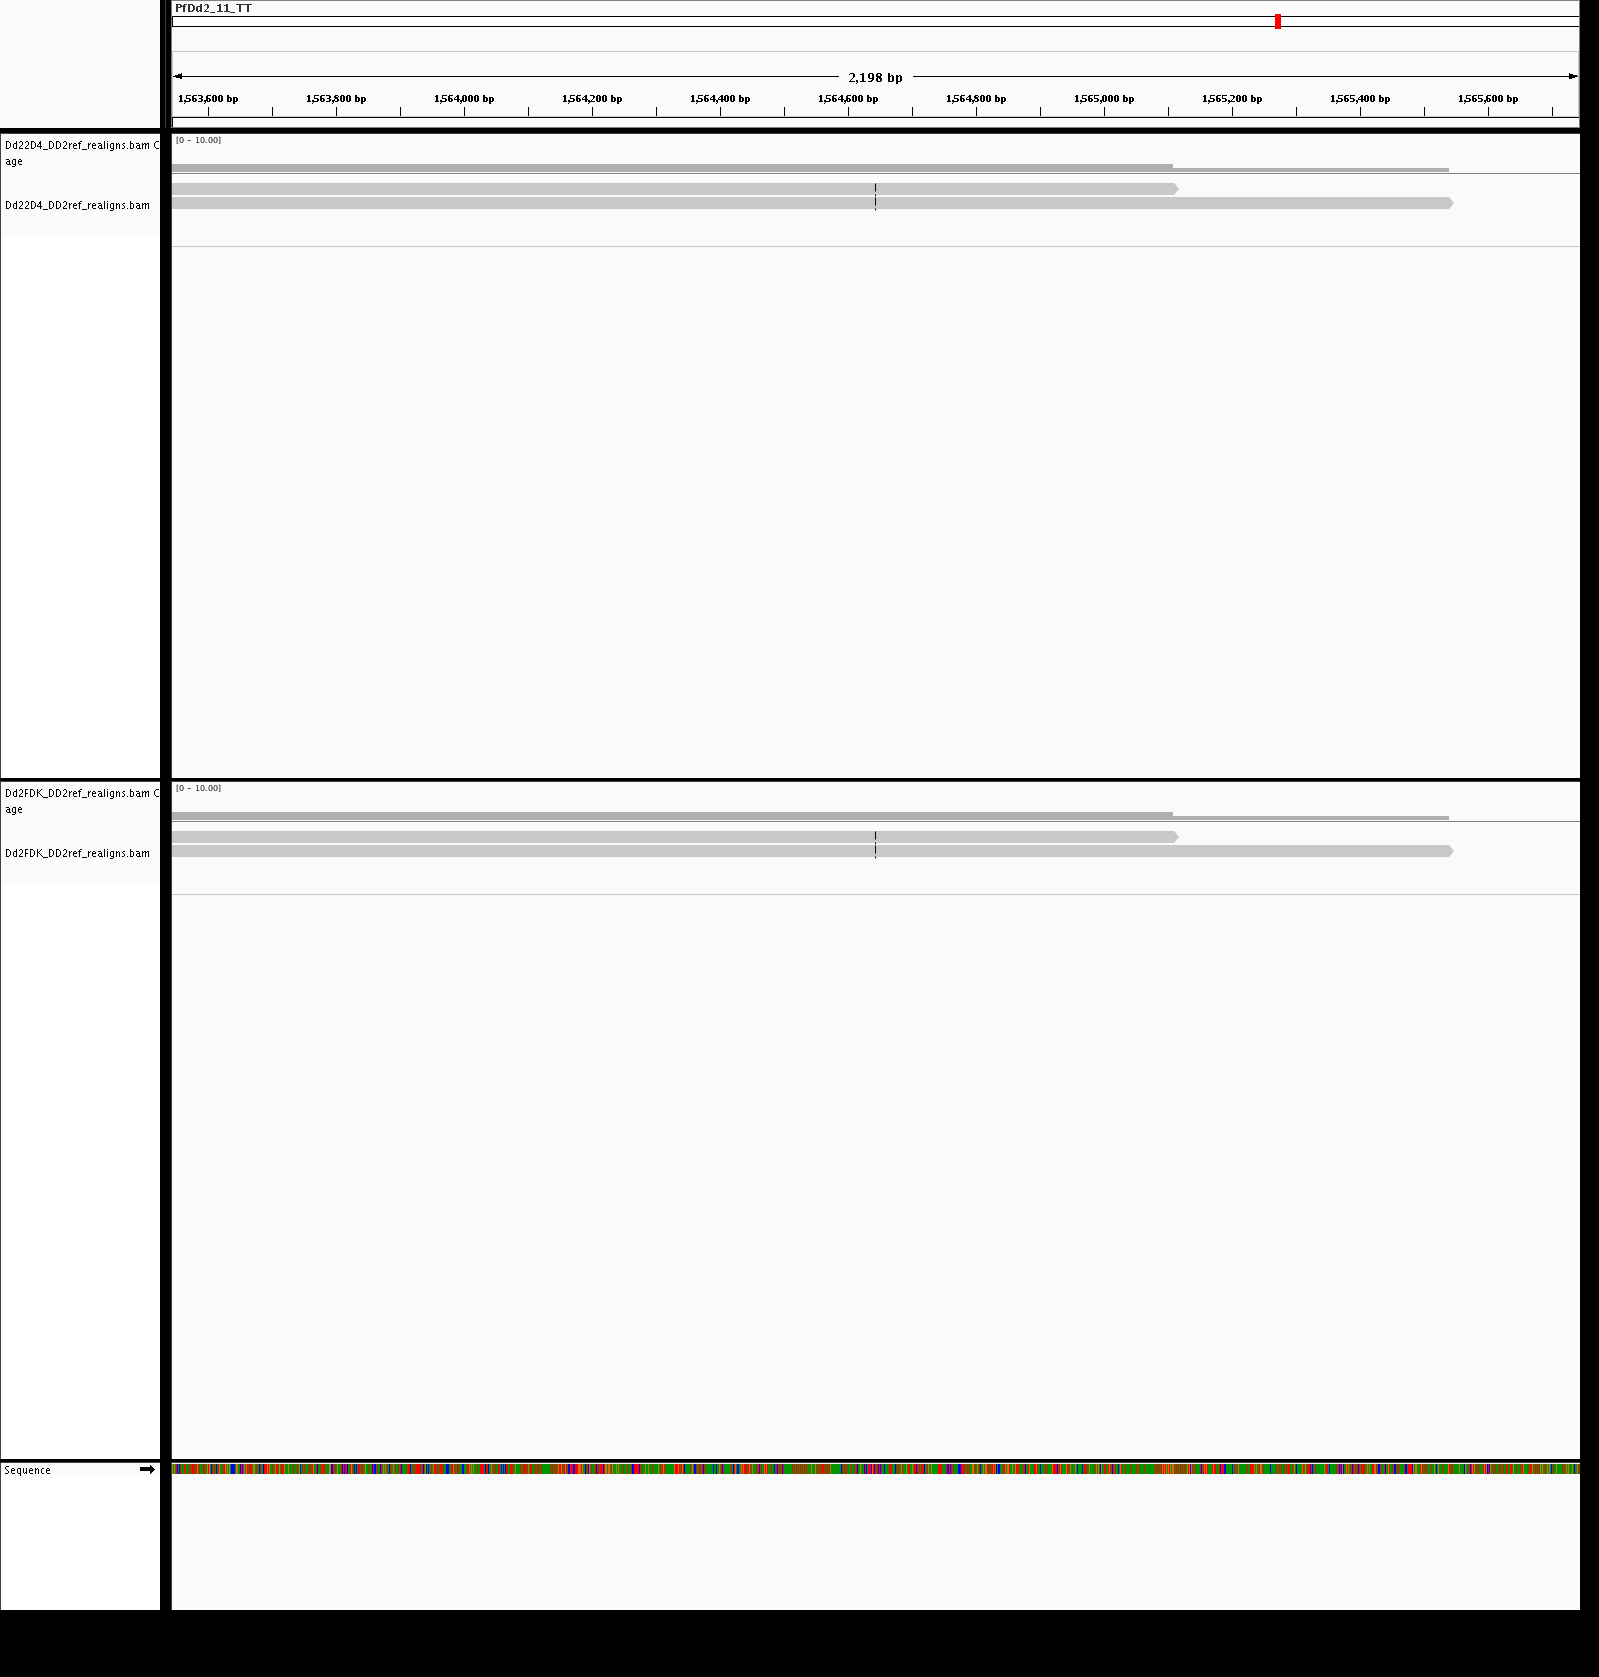 PfDd2_11_TT
2,198 bp
1,563,600 bp 1,563,800 bp 1,564,000 bp 1,564,200 bp 1,564,400 bp 1,564,600 bp 1,564,800 bp 1,565,000 bp 1,565,200 bp 1,565,400 bp 1,565,600 bp
Dd22D4_DD2ref_realigns.bam C
age
[0 - 10.00]
Dd22D4_DD2ref_realigns.bam
Dd2FDK_DD2ref_realigns.bam C
age
[0 - 10.00]
Dd2FDK_DD2ref_realigns.bam
Sequence